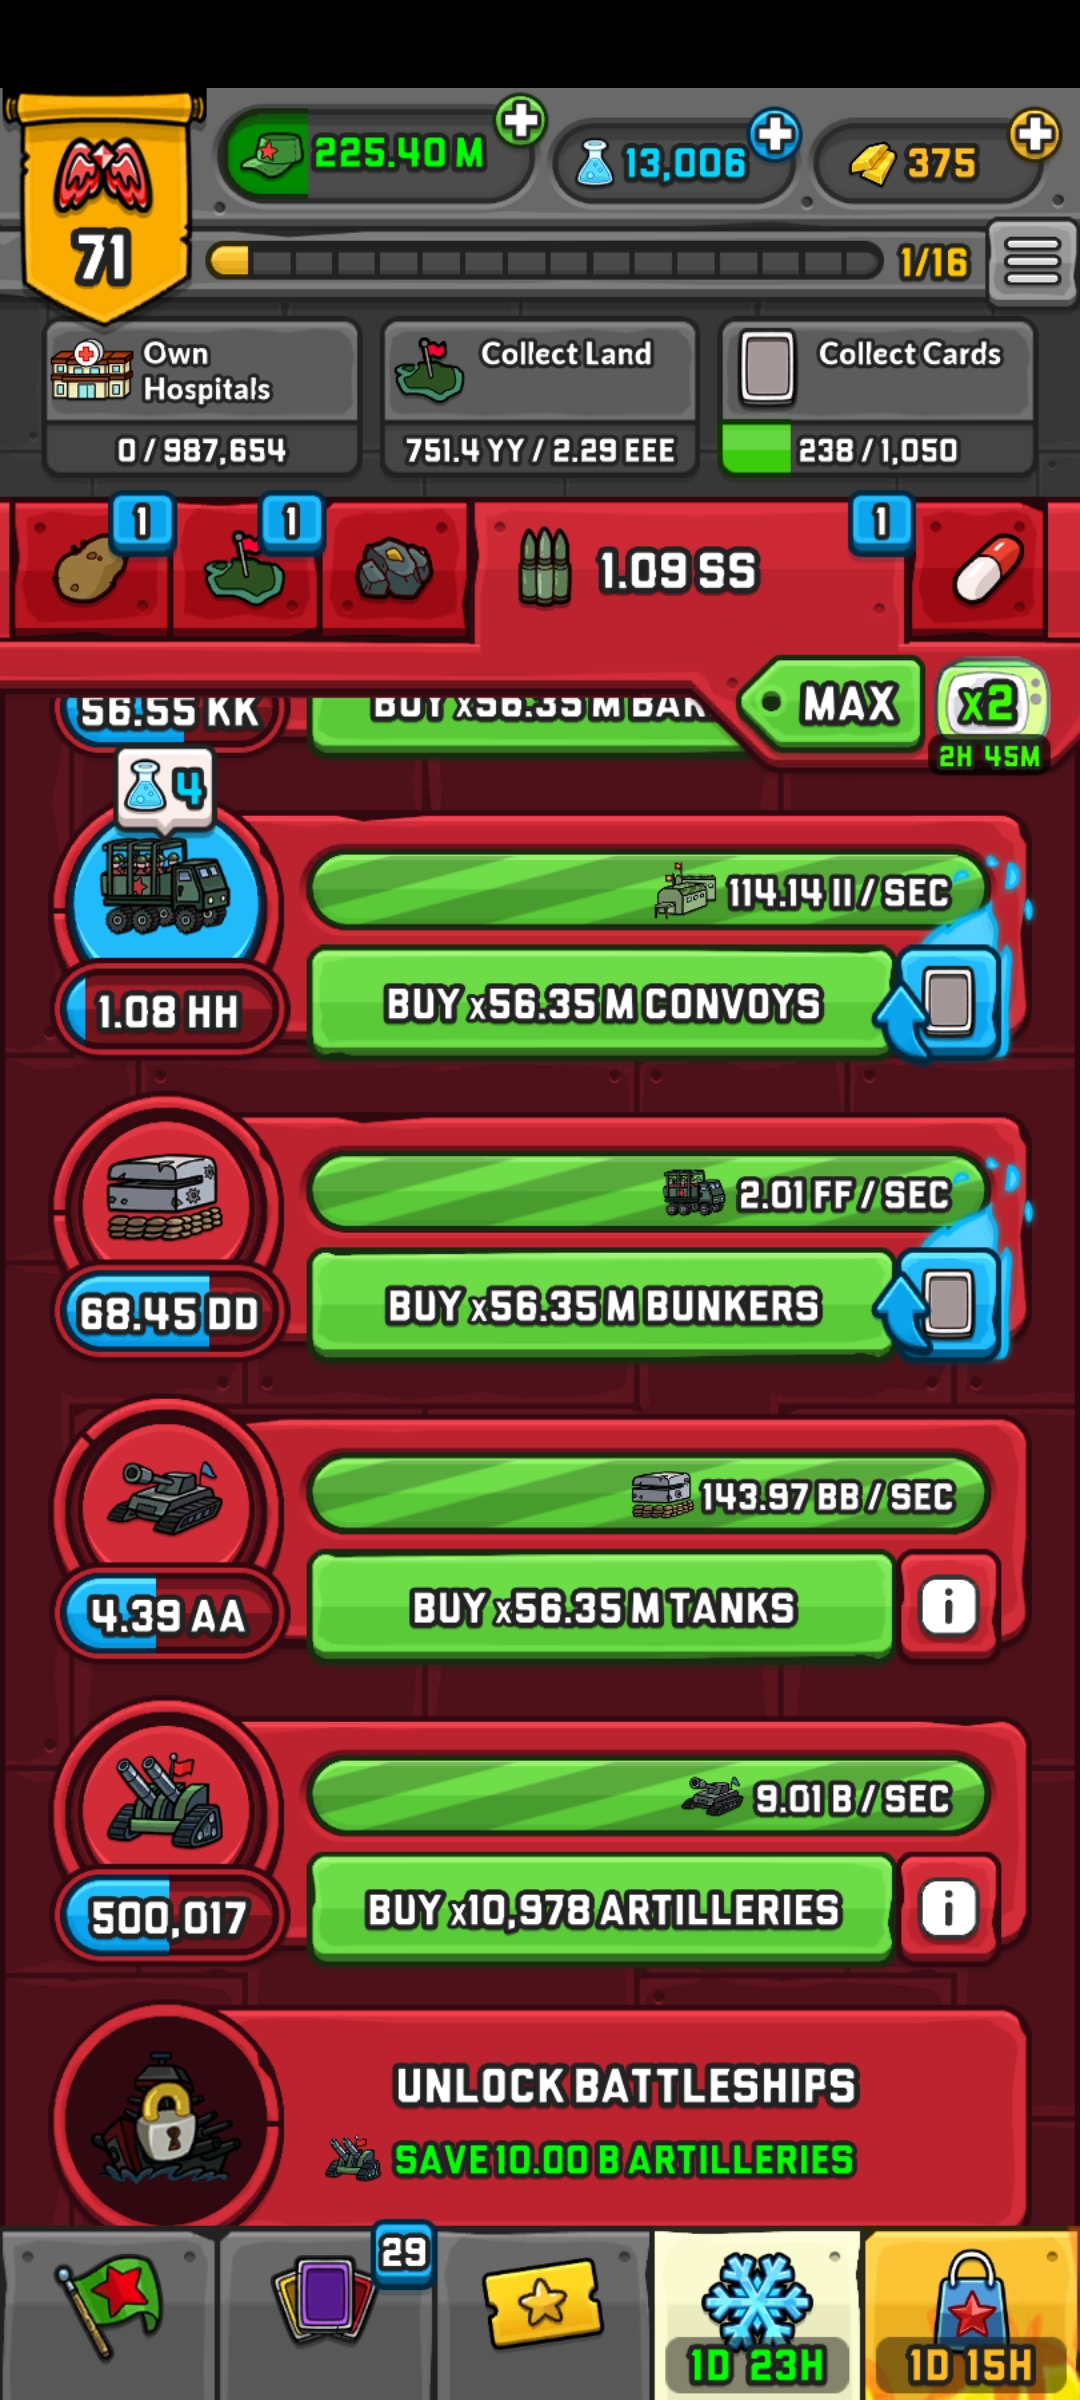 225.40 M
13,006
375
71
1/16
Own
Hospitals
0 / 987,654
Collect Land
751.4 YY / 2.29 EEE
Collect Cards
238 / 1,050
1
1
1.09 SS
1
56.55 KK
BUY x56.35 M BAR
MAX
x2
2H 45M
4
114.14 II / SEC
1.08 HH
BUY x56.35 M CONVOYS
2.01 FF / SEC
68.45 DD
BUY x56.35 M BUNKERS
143.97 BB / SEC
4.39 AA
BUY x56.35 M TANKS
i
9.01 B / SEC
500,017
BUY x10,978 ARTILLERIES
i
UNLOCK BATTLESHIPS
SAVE 10.00 B ARTILLERIES
29
1D 23H
1D 15H